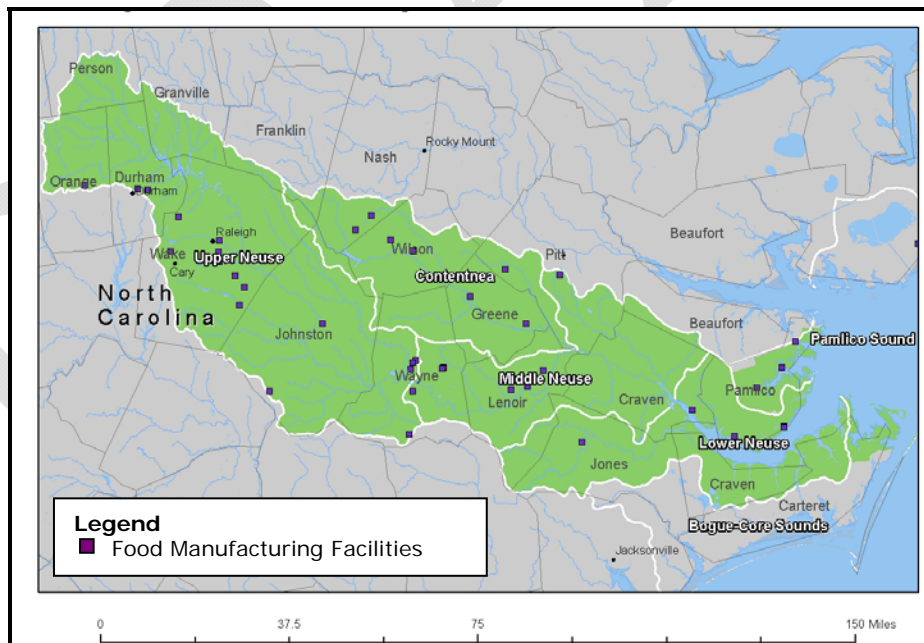 Person
Granville
Franklin
Rocky Mount
Nash
Orange
Durham
Beaufort
Raleigh
Wake
Upper Neuse
Wilson
Pitt
Cary
Contentnea
North
Carolina
Greene
Johnston
Beaufort
Pamlico Sound
Wayne
Middle Neuse
Lenoir
Craven
Pamlico
Lower Neuse
Jones
Craven
Carteret
Bogue-Core Sounds
Jacksonville
Legend
Food Manufacturing Facilities
0 37.5 75 150 Miles